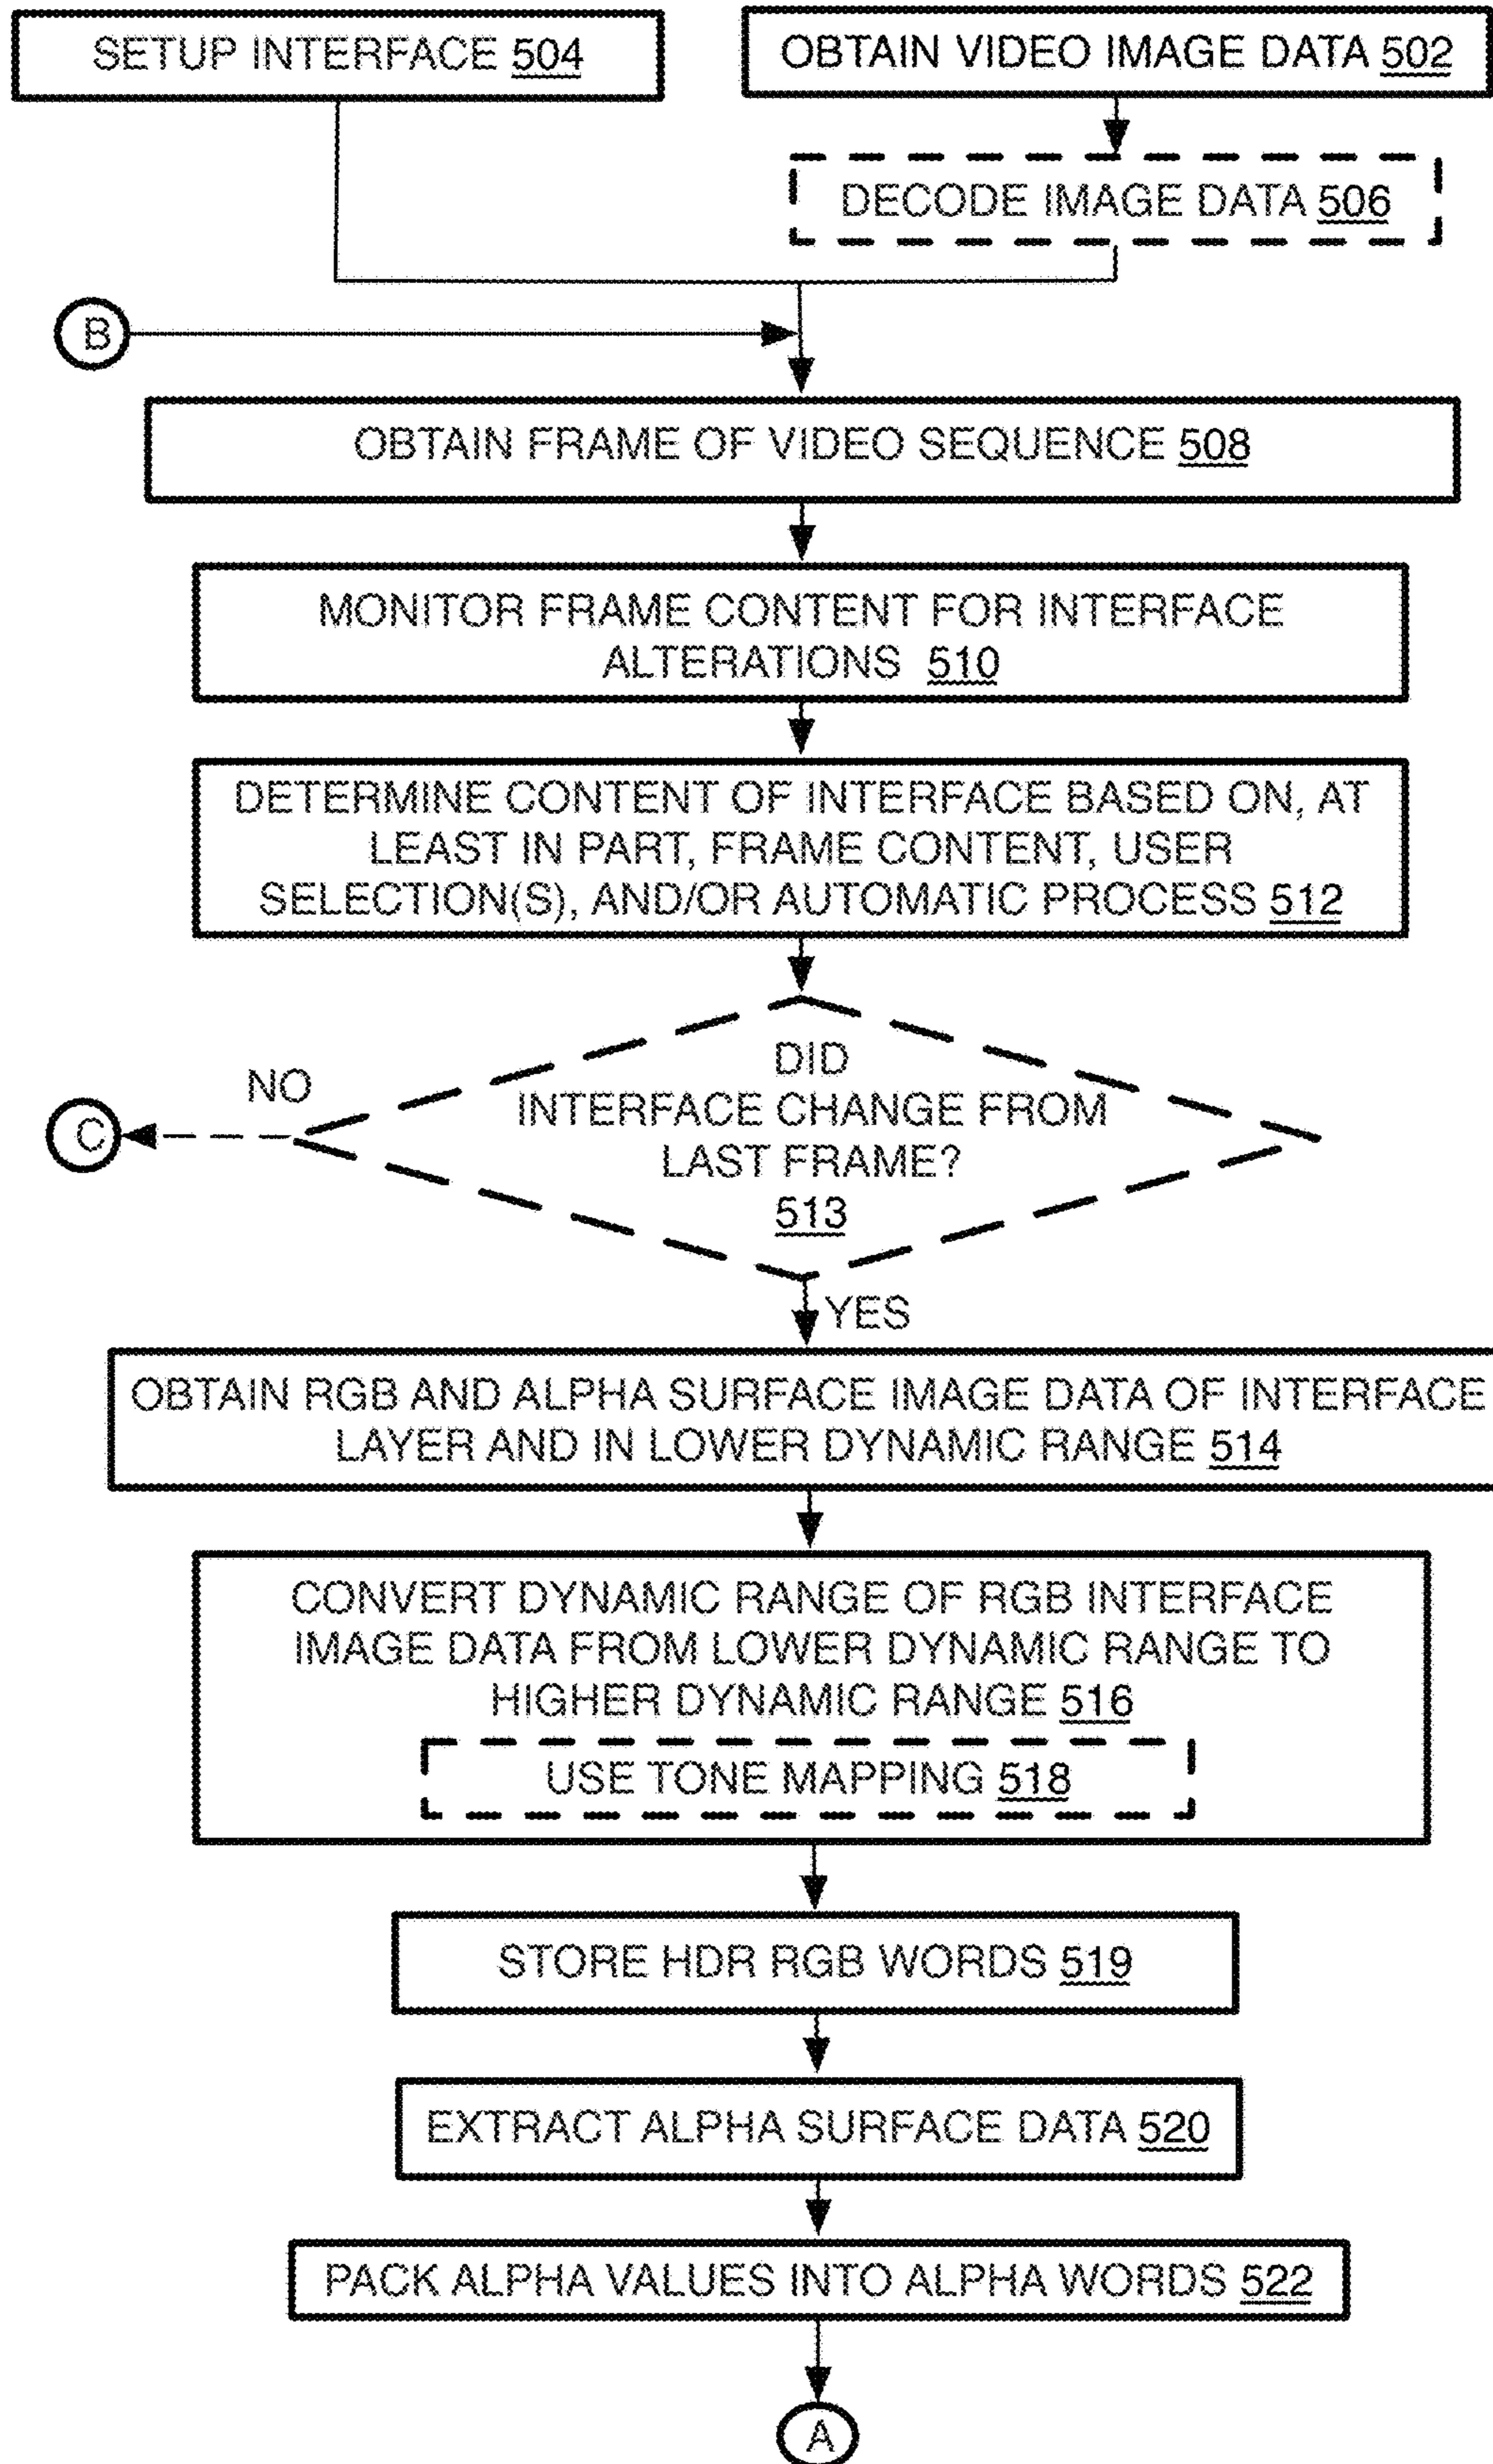 SETUP INTERFACE 504
OBTAIN VIDEO IMAGE DATA 502
DECODE IMAGE DATA 506
B
OBTAIN FRAME OF VIDEO SEQUENCE 508
MONITOR FRAME CONTENT FOR INTERFACE
ALTERATIONS 510
DETERMINE CONTENT OF INTERFACE BASED ON, AT
LEAST IN PART, FRAME CONTENT, USER
SELECTION(S), AND/OR AUTOMATIC PROCESS 512
DID
INTERFACE CHANGE FROM
LAST FRAME?
513
NO
C
YES
OBTAIN RGB AND ALPHA SURFACE IMAGE DATA OF INTERFACE
LAYER AND IN LOWER DYNAMIC RANGE 514
CONVERT DYNAMIC RANGE OF RGB INTERFACE
IMAGE DATA FROM LOWER DYNAMIC RANGE TO
HIGHER DYNAMIC RANGE 516
USE TONE MAPPING 518
STORE HDR RGB WORDS 519
EXTRACT ALPHA SURFACE DATA 520
PACK ALPHA VALUES INTO ALPHA WORDS 522
A